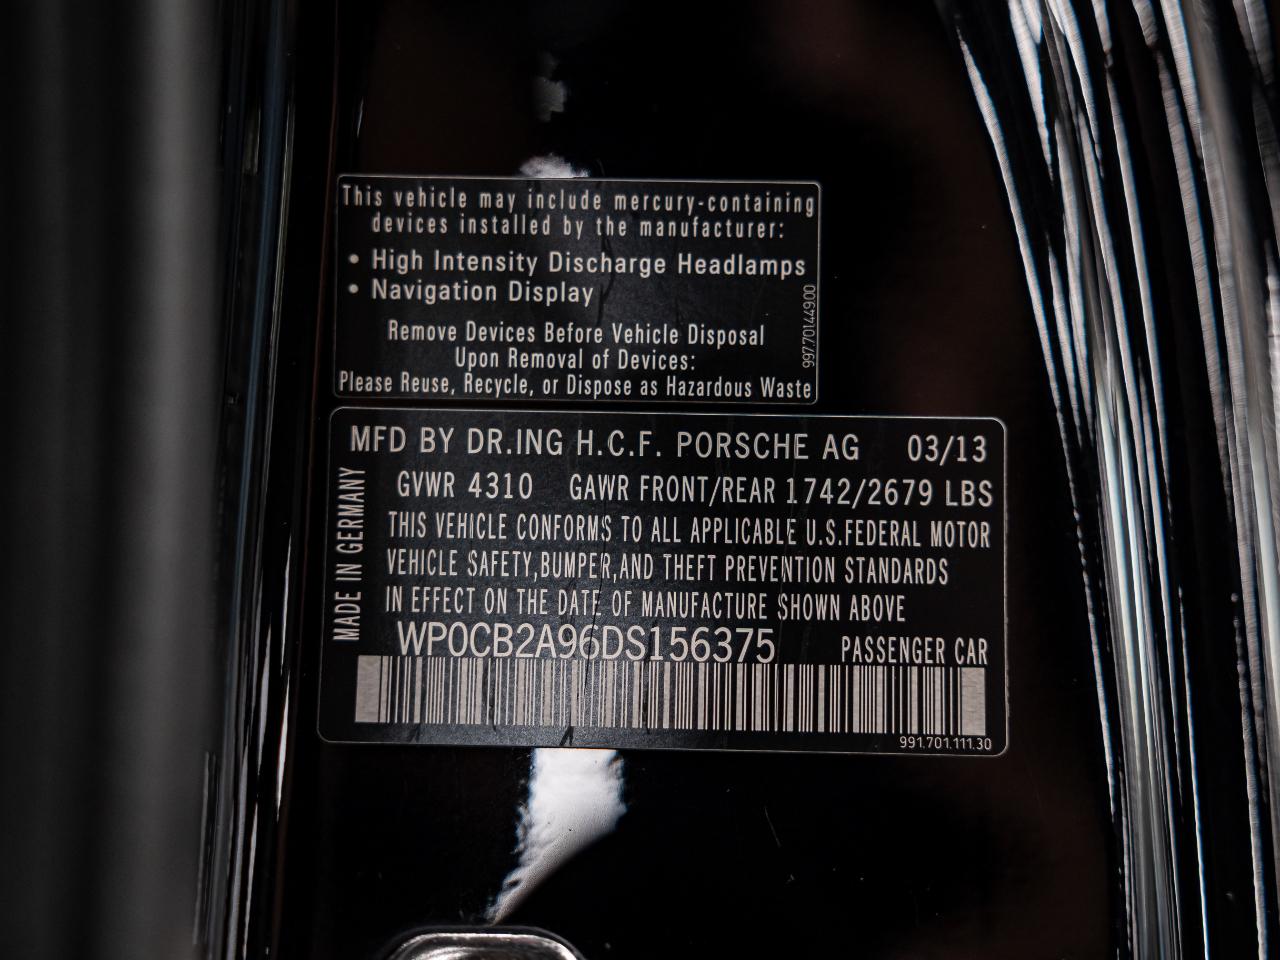 This vehicle may include mercury-containing
devices installed by the manufacturer:
• High Intensity Discharge Headlamps
• Navigation Display
Remove Devices Before Vehicle Disposal
Upon Removal of Devices:
Please Reuse, Recycle, or Dispose as Hazardous Waste
997.701.449.00
MFD BY DR.ING H.C.F. PORSCHE AG 03/13
GVWR 4310 GAWR FRONT/REAR 1742/2679 LBS
THIS VEHICLE CONFORMS TO ALL APPLICABLE U.S.FEDERAL MOTOR
VEHICLE SAFETY,BUMPER,AND THEFT PREVENTION STANDARDS
IN EFFECT ON THE DATE OF MANUFACTURE SHOWN ABOVE
MADE IN GERMANY
WP0CB2A96DS156375 PASSENGER CAR
991.701.111.30